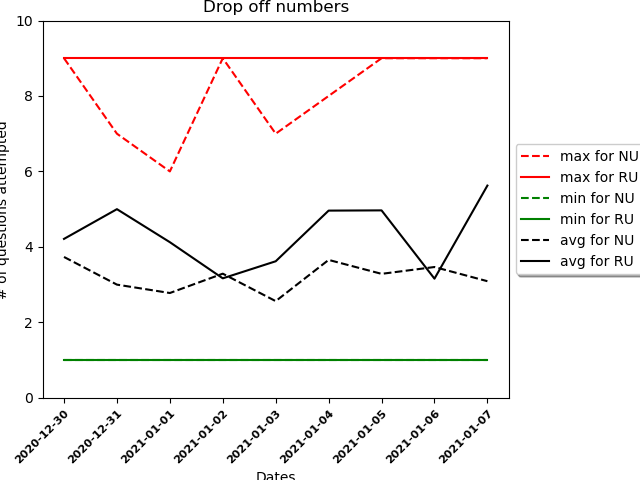 Drop off numbers
10
8
6
4
2
0
# of questions attempted
2020-12-30
2020-12-31
2021-01-01
2021-01-02
2021-01-03
2021-01-04
2021-01-05
2021-01-06
2021-01-07
Dates
max for NU
max for RU
min for NU
min for RU
avg for NU
avg for RU